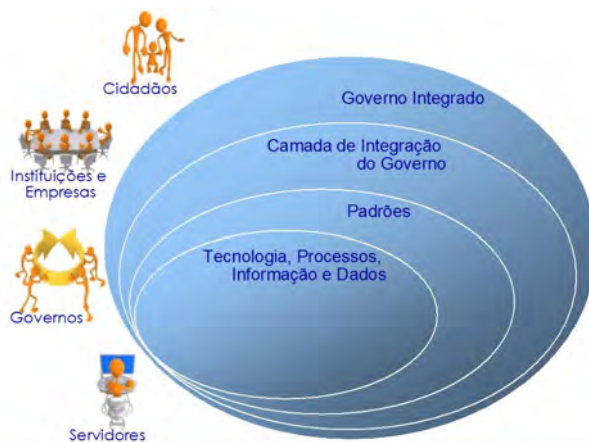 Cidadãos
Governo Integrado
Camada de Integração
do Governo
Instituições e
Empresas
Padrões
Tecnologia, Processos,
Informação e Dados
Governos
Servidores